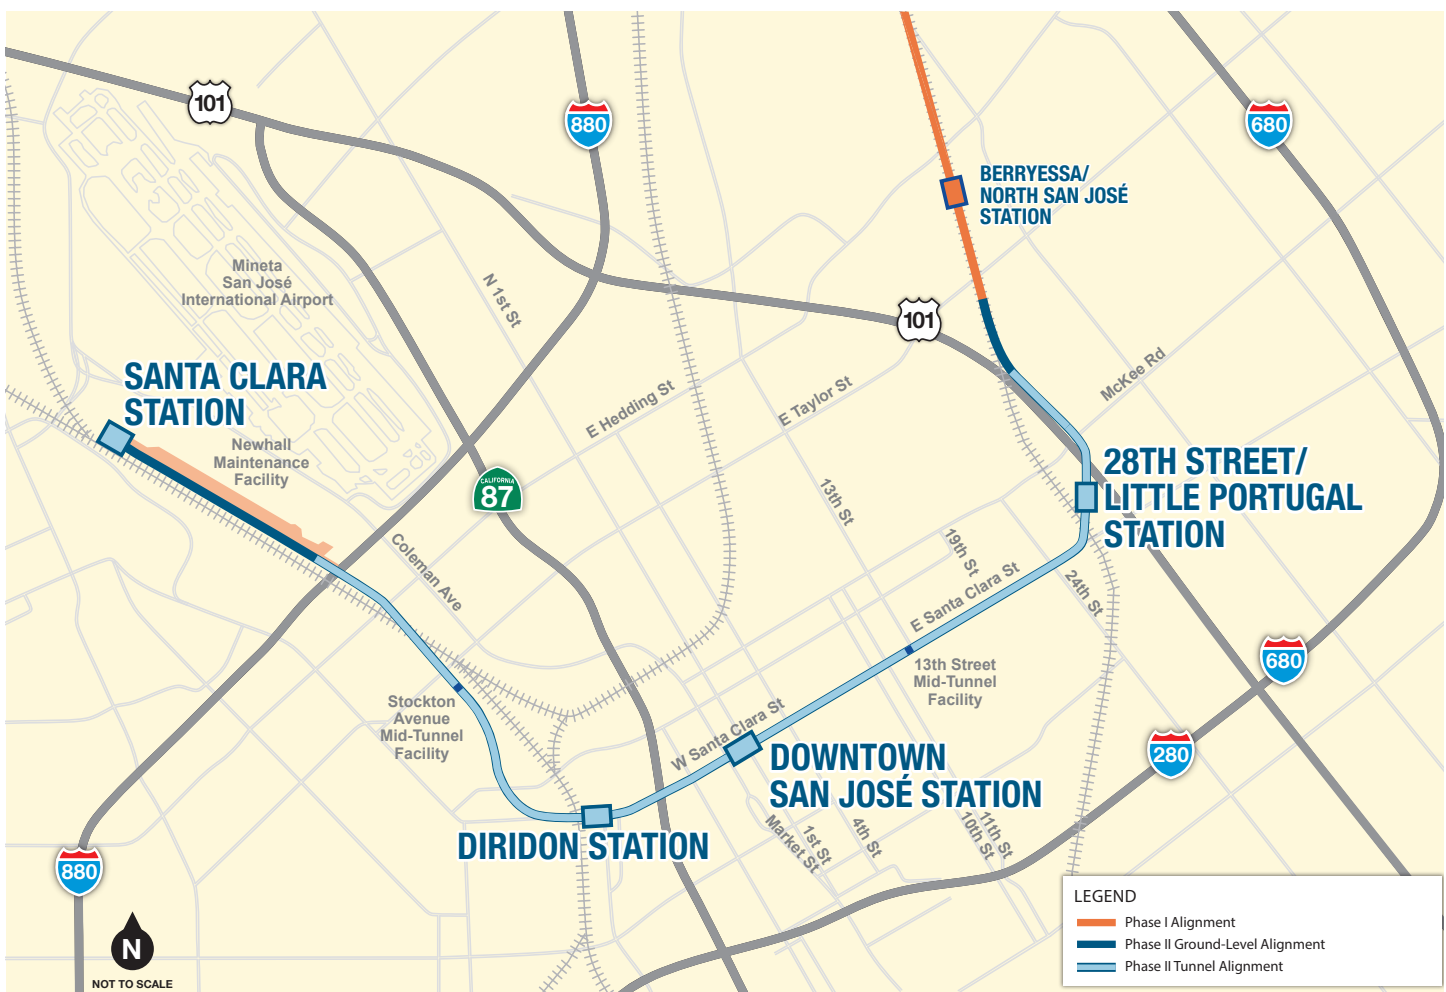 101
880
680
BERRYESSA/
NORTH SAN JOSÉ
STATION
Mineta
San José
International Airport
N 1st St
101
SANTA CLARA
STATION
McKee Rd
E Hedding St
E Taylor St
Newhall
Maintenance
Facility
CALIFORNIA
87
28TH STREET/
LITTLE PORTUGAL
STATION
13th St
19th St
Coleman Ave
E Santa Clara St
24th St
680
13th Street
Mid-Tunnel
Facility
Stockton
Avenue
Mid-Tunnel
Facility
W Santa Clara St
280
DOWNTOWN
SAN JOSÉ STATION
DIRIDON STATION
Market St
1st St
4th St
10th St
11th St
880
N
NOT TO SCALE
LEGEND
Phase I Alignment
Phase II Ground-Level Alignment
Phase II Tunnel Alignment